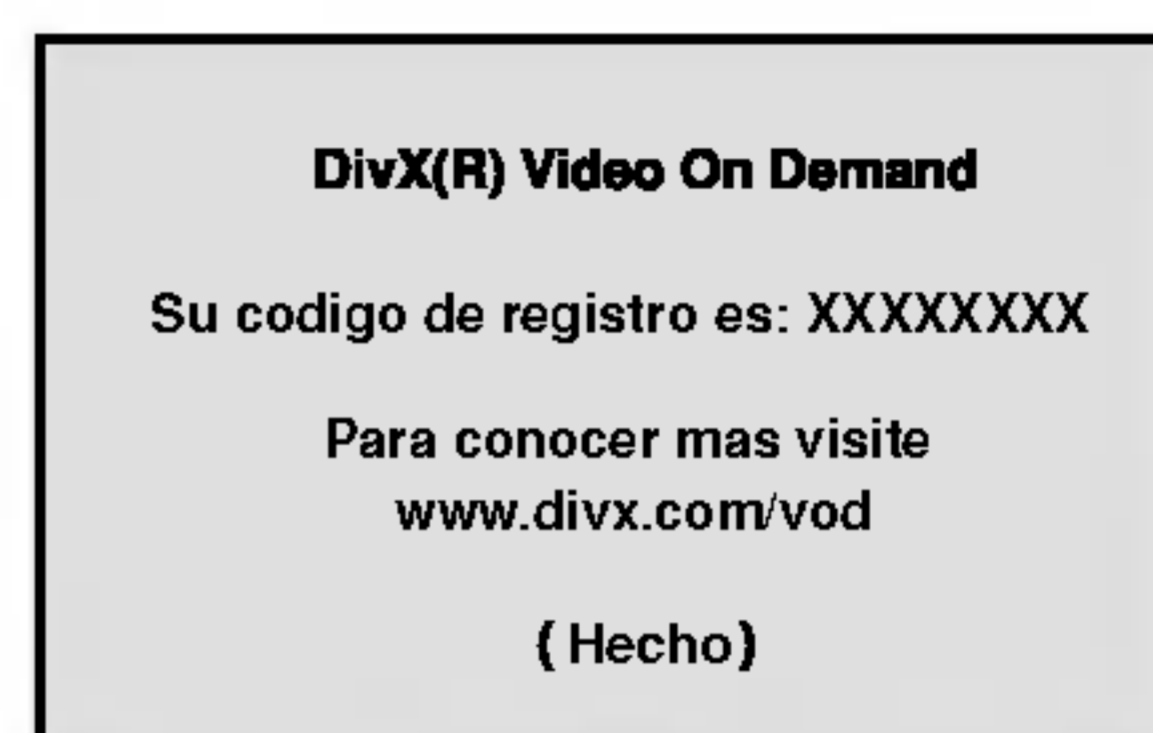 DivX(R) Video On Demand
Su codigo de registro es: XXXXXXXX
Para conocer mas visite
www.divx.com/vod
( Hecho)